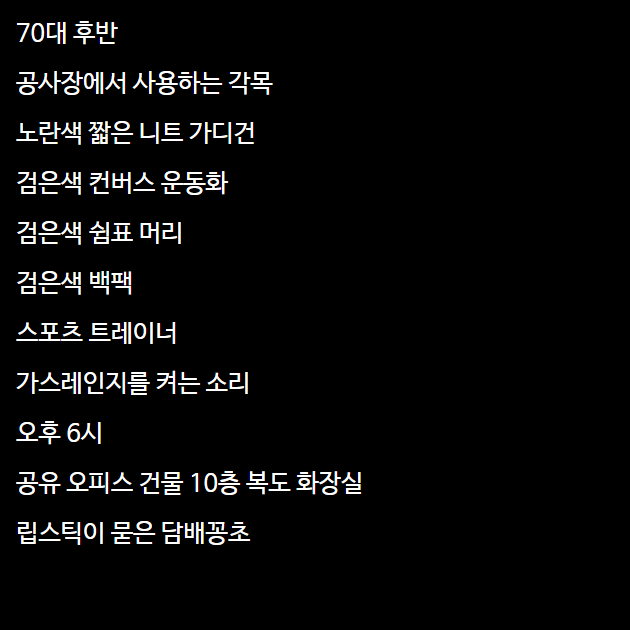 70대 후반
공사장에서 사용하는 각목
노란색 짧은 니트 가디건
검은색 컨버스 운동화
검은색 쉼표 머리
검은색 백팩
스포츠 트레이너
가스레인지를 켜는 소리
오후 6시
공유 오피스 건물 10층 복도 화장실
립스틱이 묻은 담배꽁초